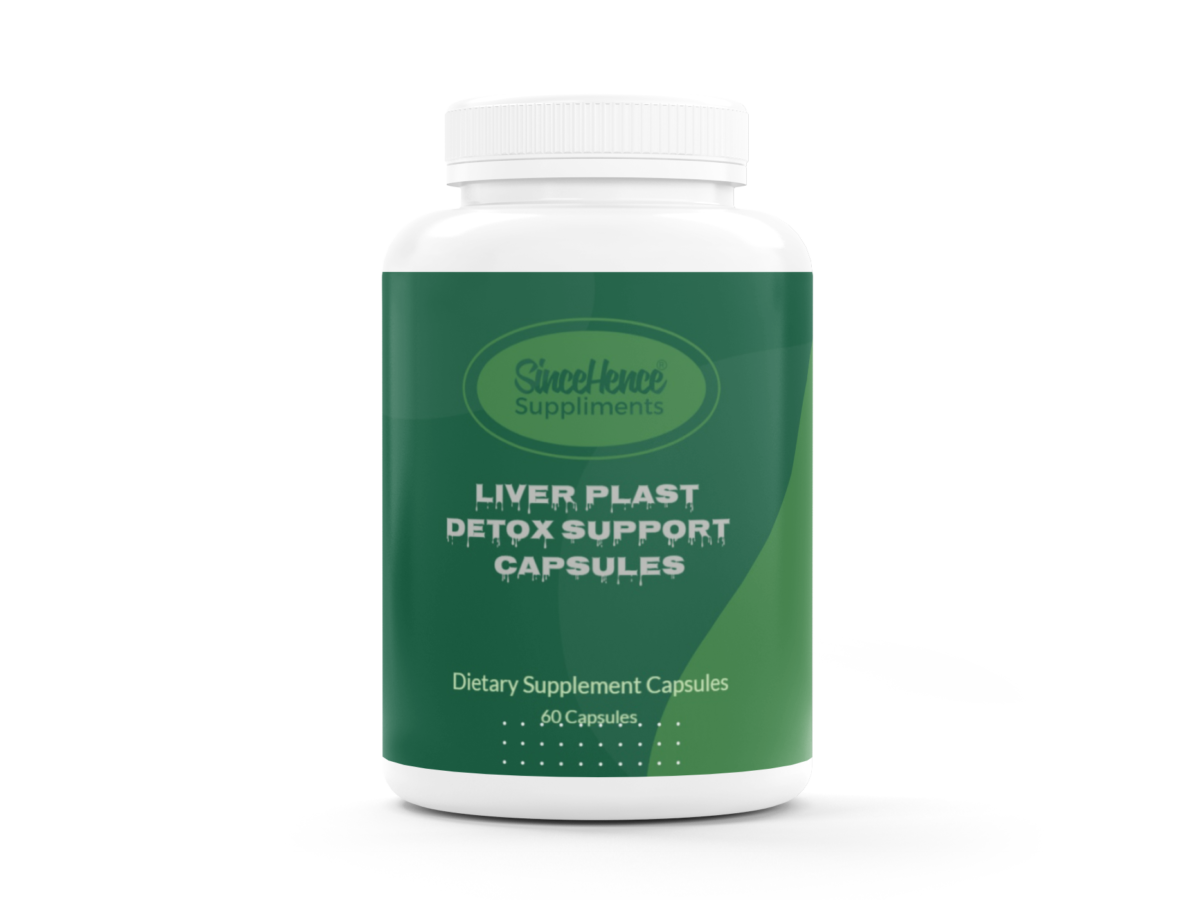 SinceHence®
Suppliments
LIVER PLAST
DETOX SUPPORT
CAPSULES
Dietary Supplement Capsules
60 Capsules